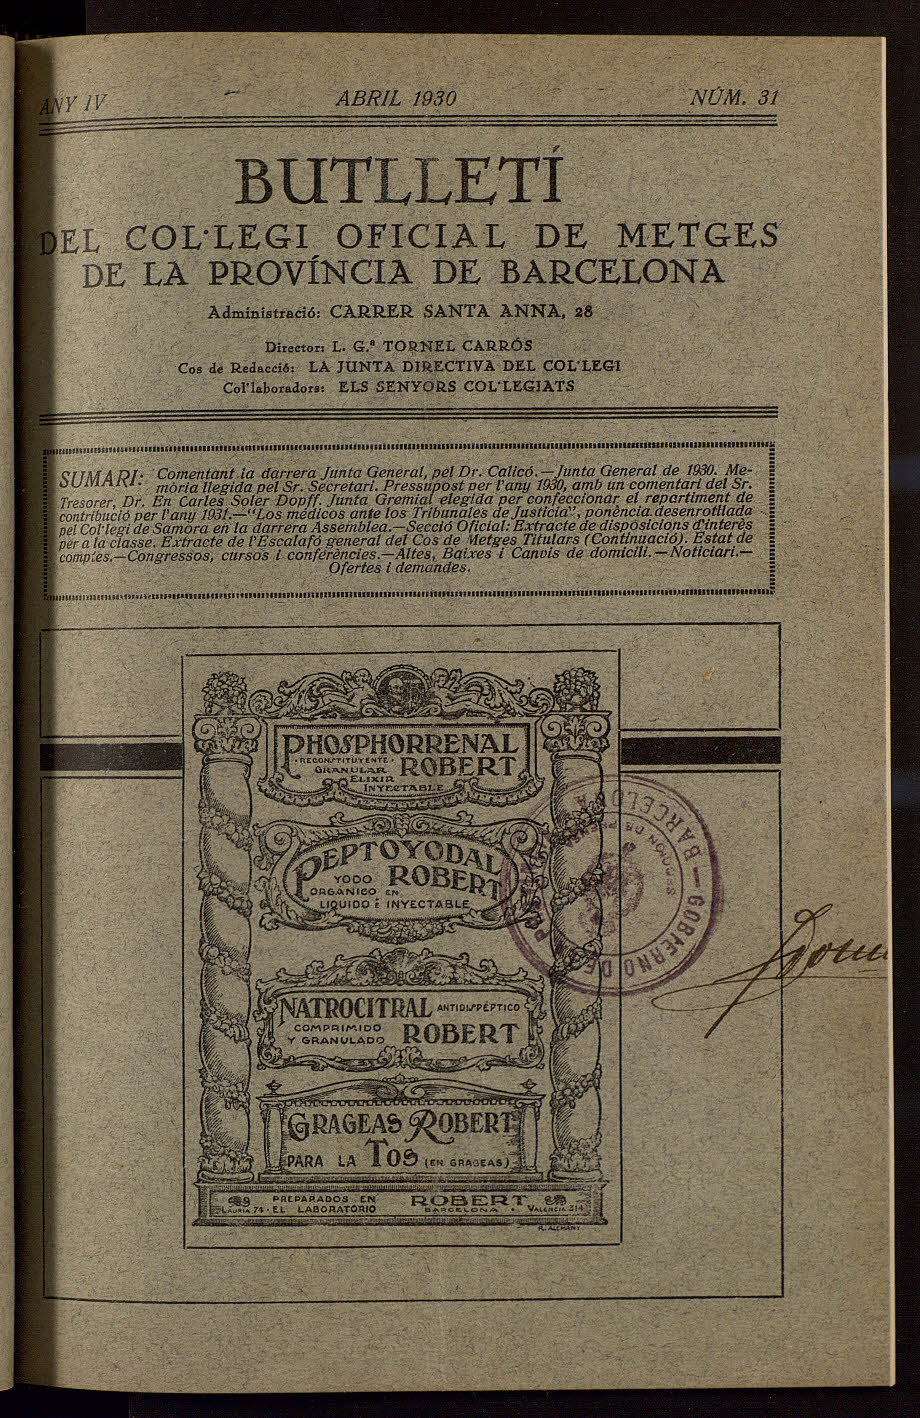 ANY IV ABRIL 1930 NÚM. 31
BUTLLETÍ
DEL COL·LEGI OFICIAL DE METGES
DE LA PROVÍNCIA DE BARCELONA
Administració: CARRER SANTA ANNA, 28
Director: L. G.ª TORNEL CARRÓS
Cos de Redacció: LA JUNTA DIRECTIVA DEL COL·LEGI
Col·laboradors: ELS SENYORS COL·LEGIATS
SUMARI: Comentant la darrera Junta General, pel Dr. Calicó.—Junta General de 1930. Me-
mòria llegida pel Sr. Secretari. Pressupost per l'any 1930, amb un comentari del Sr.
Tresorer, Dr. En Carles Soler Dopff. Junta Gremial elegida per confeccionar el repartiment de
contribució per l'any 1931.—"Los médicos ante los Tribunales de Justicia", ponència desenrotllada
pel Col·legi de Samora en la darrera Assemblea.—Secció Oficial: Extracte de disposicions d'interès
per a la classe. Extracte de l'Escalafó general del Cos de Metges Titulars (Continuació). Estat de
comptes.—Congressos, cursos i conferències.—Altes, Baixes i Canvis de domicili.—Noticiari.—
Ofertes i demandes.
PHOSPHORRENAL
RECONSTITUYENTE
GRANULAR ROBERT
ELIXIR
INYECTABLE
PEPTOYODAL
YODO ROBERT
ORGANICO EN
LIQUIDO É INYECTABLE
NATROCITRAL ANTIDISPÉPTICO
COMPRIMIDO
Y GRANULADO ROBERT
GRAGEAS ROBERT
PARA LA TOS (EN GRAGEAS)
PREPARADOS EN ROBERT
LAURIA 74 · EL LABORATORIO BARCELONA · VALENCIA 314
R. ALEMANY
GOBIERNO DE
BARCELONA